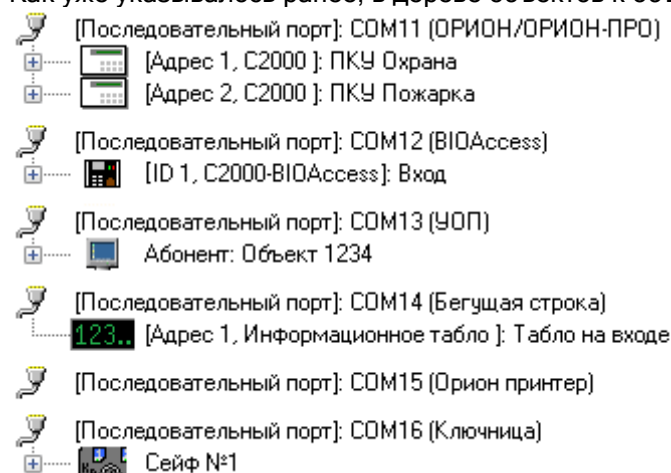 Как уже указывалось ранее, в дереве объектов к
[Последовательный порт]: COM11 (ОРИОН/ОРИОН-ПРО)
[Адрес 1, С2000 ]: ПКУ Охрана
[Адрес 2, С2000 ]: ПКУ Пожарка
[Последовательный порт]: COM12 (BIOAccess)
[ID 1, C2000-BIOAccess]: Вход
[Последовательный порт]: COM13 (УОП)
Абонент: Объект 1234
[Последовательный порт]: COM14 (Бегущая строка)
123.. [Адрес 1, Информационное табло ]: Табло на входе
[Последовательный порт]: COM15 (Орион принтер)
[Последовательный порт]: COM16 (Ключница)
Сейф №1